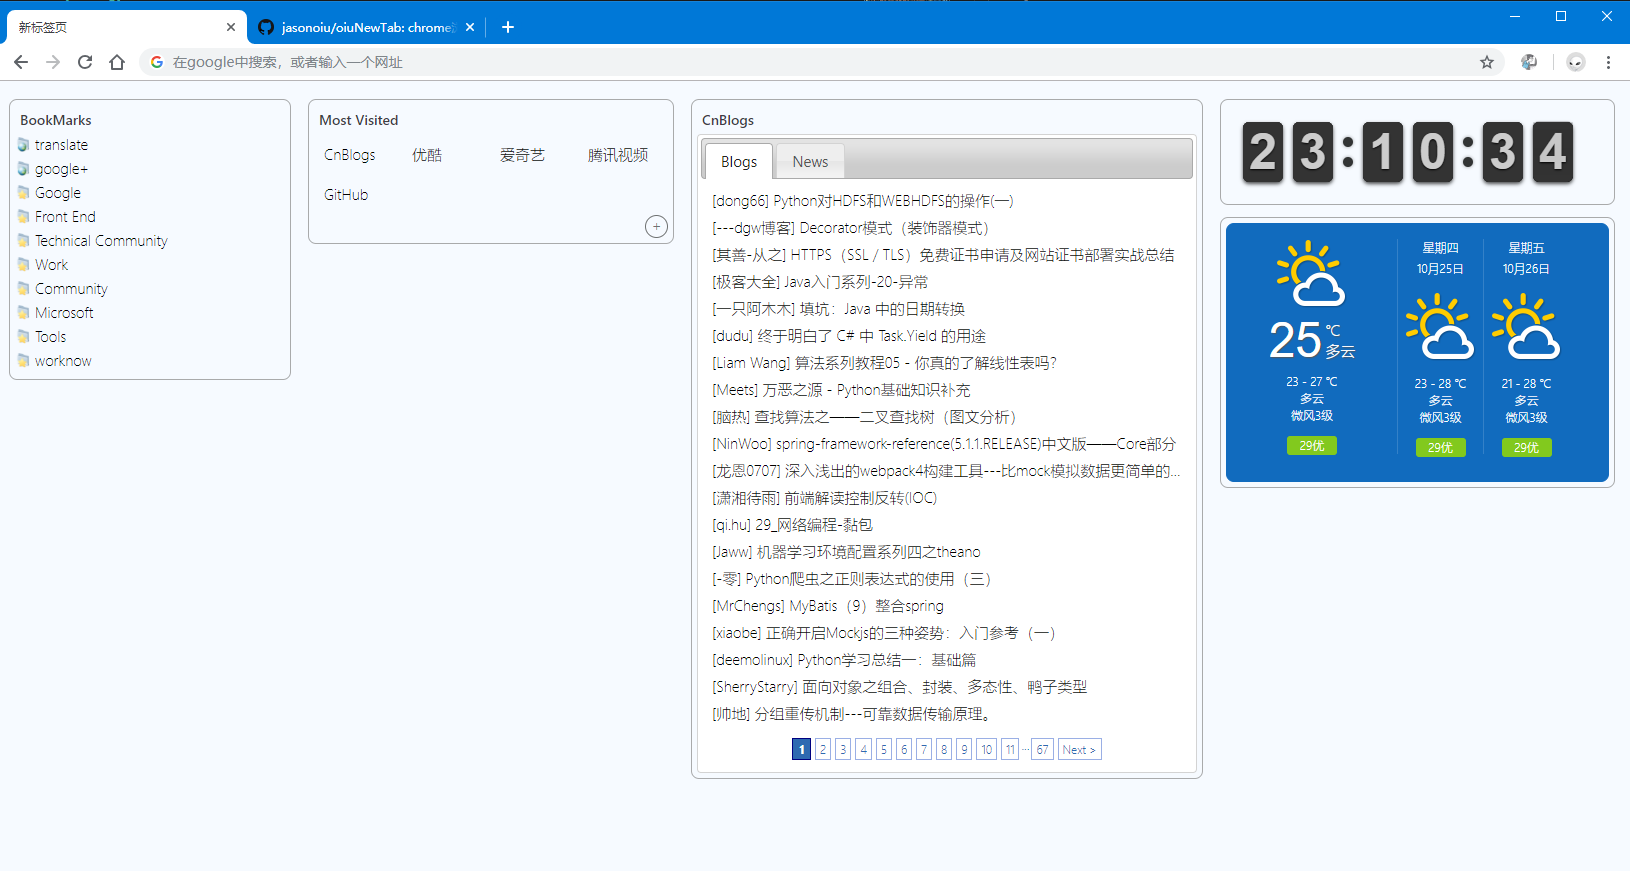 新标签页
jasonoiu/oiuNewTab: chrome
在google中搜索，或者输入一个网址
BookMarks
translate
google+
Google
Front End
Technical Community
Work
Community
Microsoft
Tools
worknow
Most Visited
CnBlogs 优酷 爱奇艺 腾讯视频
GitHub
CnBlogs
Blogs News
[dong66] Python对HDFS和WEBHDFS的操作(一)
[---dgw博客] Decorator模式（装饰器模式）
[其善-从之] HTTPS（SSL / TLS）免费证书申请及网站证书部署实战总结
[极客大全] Java入门系列-20-异常
[一只阿木木] 填坑：Java 中的日期转换
[dudu] 终于明白了 C# 中 Task.Yield 的用途
[Liam Wang] 算法系列教程05 - 你真的了解线性表吗?
[Meets] 万恶之源 - Python基础知识补充
[脑热] 查找算法之——二叉查找树（图文分析）
[NinWoo] spring-framework-reference(5.1.1.RELEASE)中文版——Core部分
[龙恩0707] 深入浅出的webpack4构建工具---比mock模拟数据更简单的...
[潇湘待雨] 前端解读控制反转(IOC)
[qi.hu] 29_网络编程-黏包
[Jaww] 机器学习环境配置系列四之theano
[-零] Python爬虫之正则表达式的使用（三）
[MrChengs] MyBatis（9）整合spring
[xiaobe] 正确开启Mockjs的三种姿势：入门参考（一）
[deemolinux] Python学习总结一：基础篇
[SherryStarry] 面向对象之组合、封装、多态性、鸭子类型
[帅地] 分组重传机制---可靠数据传输原理。
1 2 3 4 5 6 7 8 9 10 11 ··· 67 Next >
23:10:34
25 ℃
多云
23 - 27 ℃
多云
微风3级
29优
星期四
10月25日
23 - 28 ℃
多云
微风3级
29优
星期五
10月26日
21 - 28 ℃
多云
微风3级
29优